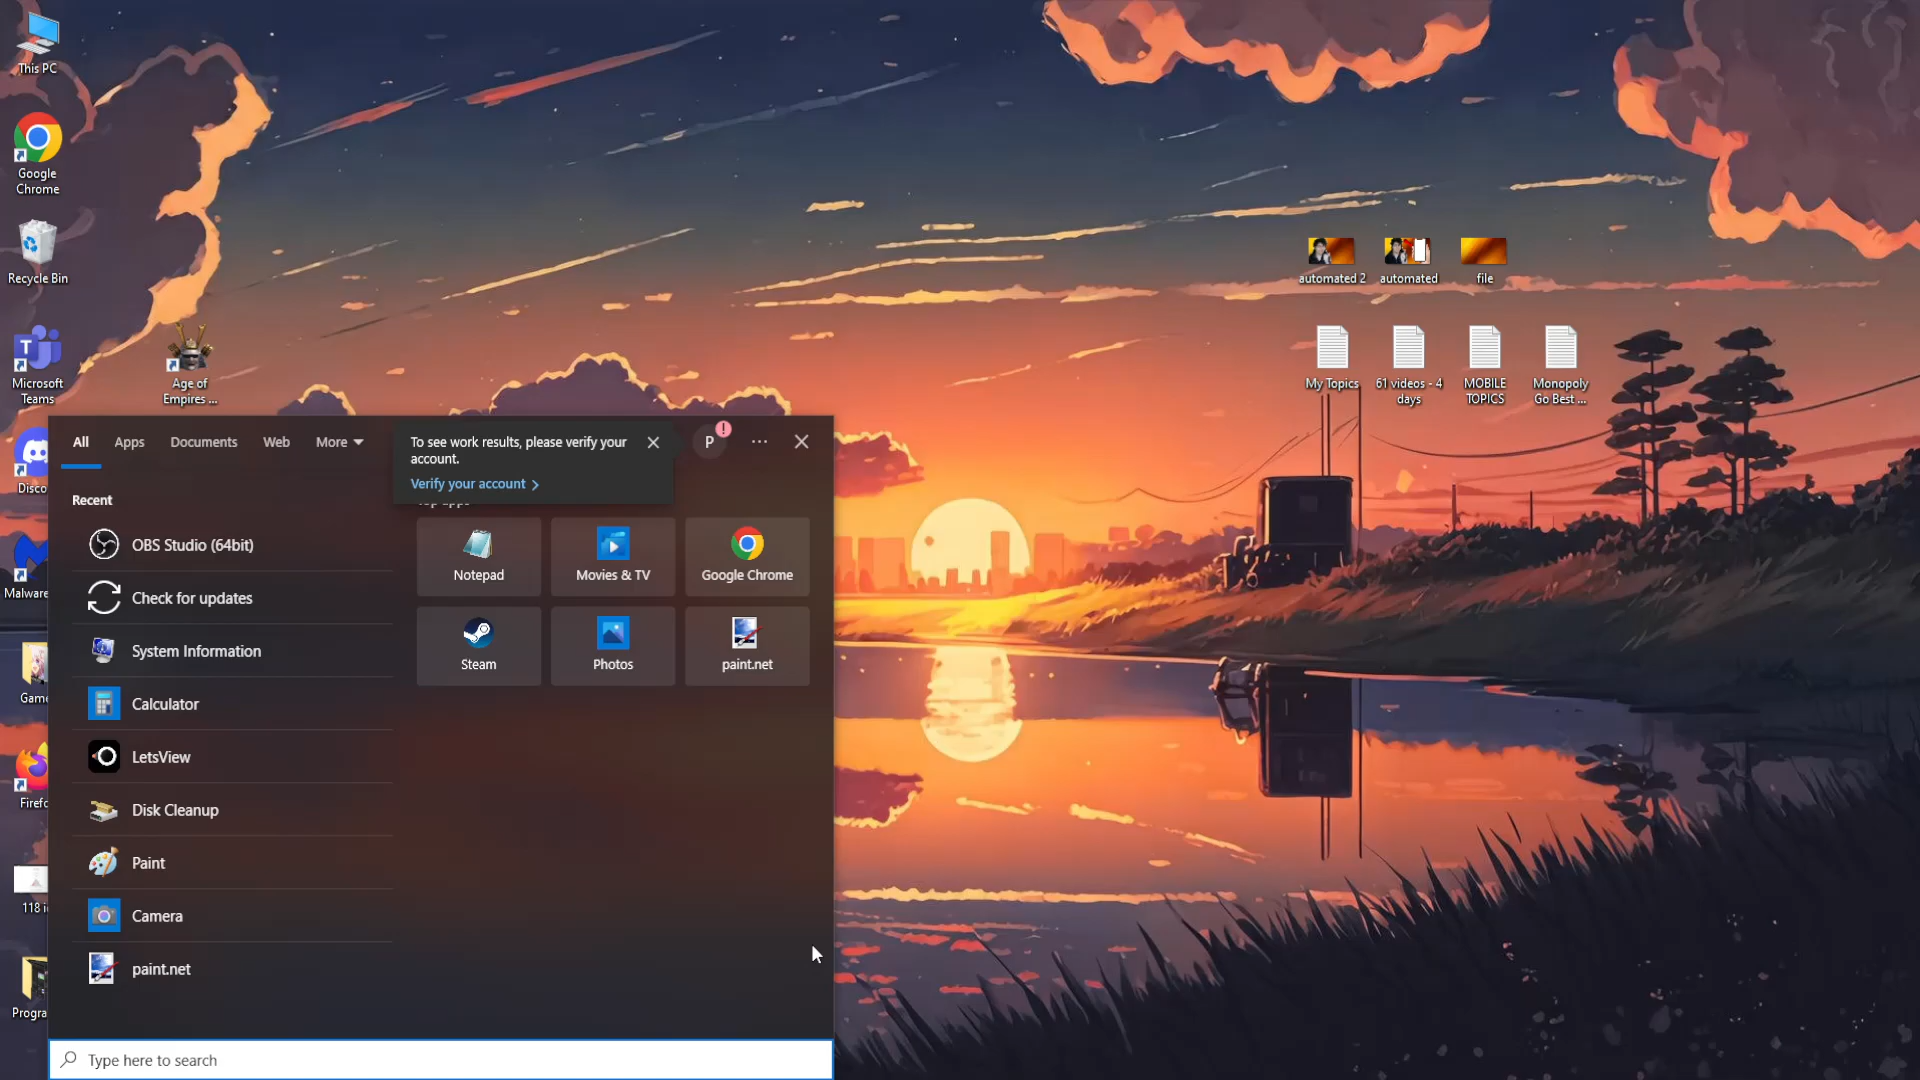 This PC
Google
Chrome
Recycle Bin
Microsoft
Teams
Age of
Empires ...
Disco
Malware
Game
Firefo
118 i
Progra
automated 2
automated
file
My Topics
61 videos - 4
days
MOBILE
TOPICS
Monopoly
Go Best ...
All
Apps
Documents
Web
More
To see work results, please verify your
account.
Verify your account
P
!
Recent
OBS Studio (64bit)
Check for updates
System Information
Calculator
LetsView
Disk Cleanup
Paint
Camera
paint.net
Top apps
Notepad
Movies & TV
Google Chrome
Steam
Photos
paint.net
Type here to search